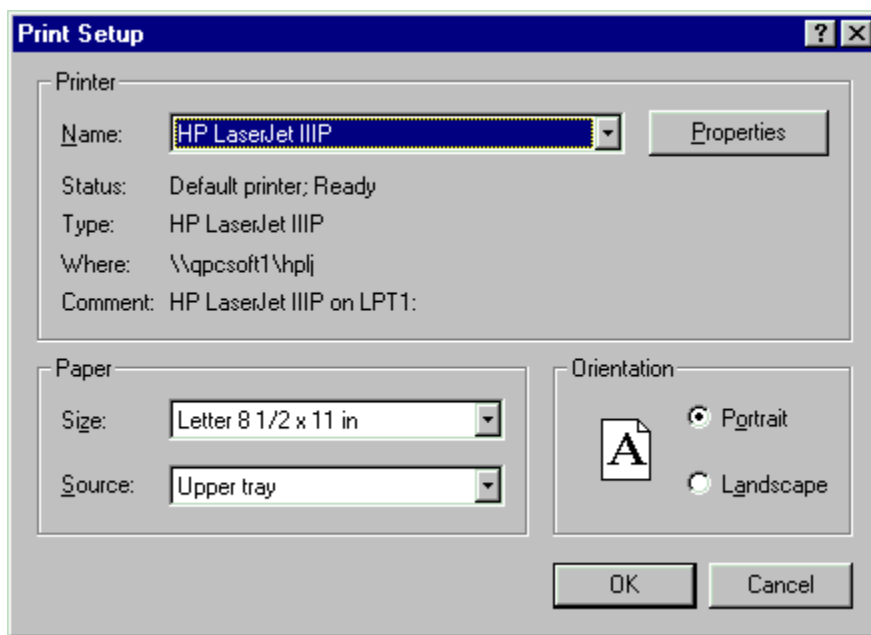 Print Setup
Printer
Name: HP LaserJet IIIP Properties
Status: Default printer; Ready
Type: HP LaserJet IIIP
Where: \\qpcsoft1\hplj
Comment: HP LaserJet IIIP on LPT1:
Paper
Size: Letter 8 1/2 x 11 in
Source: Upper tray
Orientation
A
Portrait
Landscape
OK Cancel